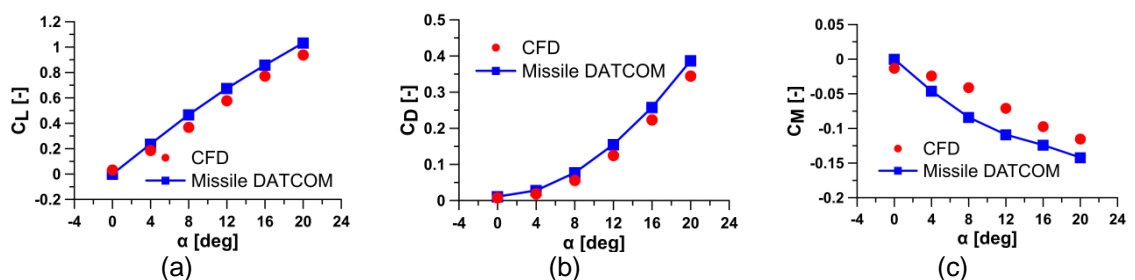 1.2
1
0.8
0.6
0.4
0.2
0
-0.2
C_L [-]
CFD
Missile DATCOM
-4 0 4 8 12 16 20 24
α [deg]
(a)
0.5
0.4
0.3
0.2
0.1
0
C_D [-]
CFD
Missile DATCOM
-4 0 4 8 12 16 20 24
α [deg]
(b)
0.05
0
-0.05
-0.1
-0.15
-0.2
C_M [-]
CFD
Missile DATCOM
-4 0 4 8 12 16 20 24
α [deg]
(c)